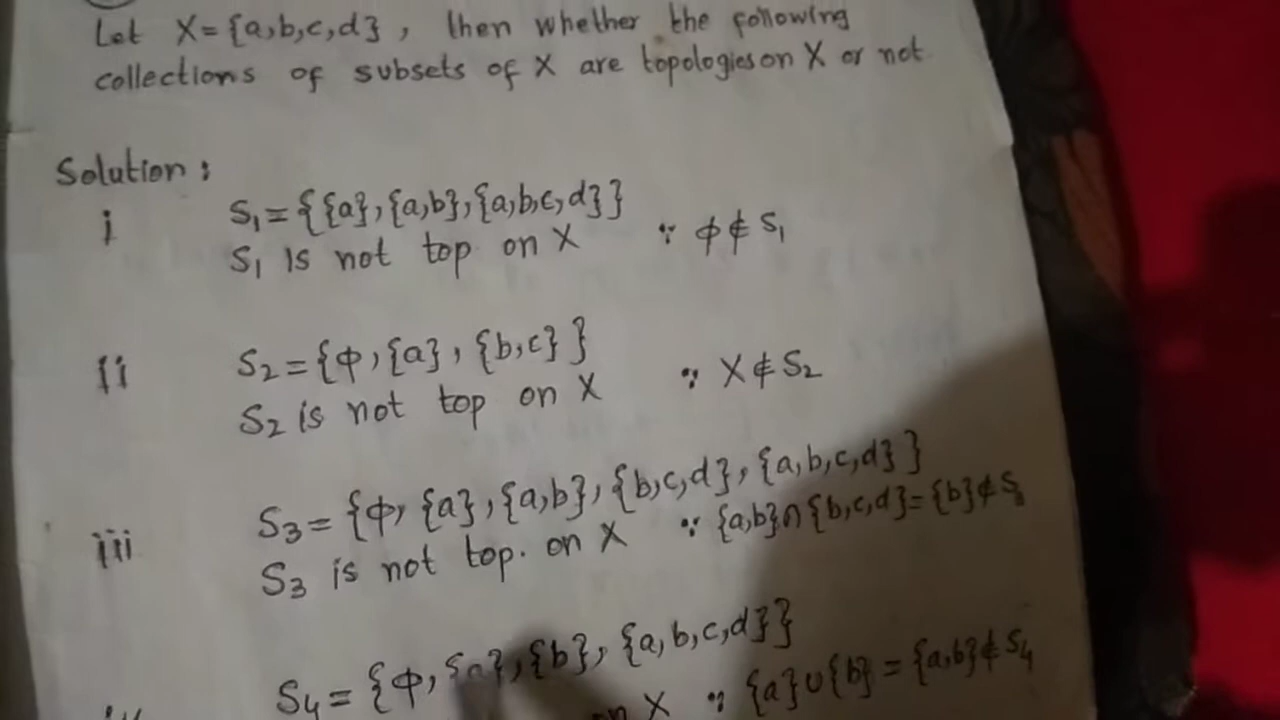 Let X={a,b,c,d}, then whether the following
collections of subsets of X are topologies on X or not
Solution:
i S₁={{a},{a,b},{a,b,c,d}}
S₁ is not top on X ∵ ϕ∉S₁
ii S₂={ϕ,{a},{b,c}}
S₂ is not top on X ∵ X∉S₂
iii S₃={ϕ,{a},{a,b},{b,c,d},{a,b,c,d}}
S₃ is not top. on X ∵ {a,b}∩{b,c,d}={b}∉S₃
S₄={ϕ,{a},{b},{a,b,c,d}}
on X ∵ {a}∪{b}={a,b}∉S₄